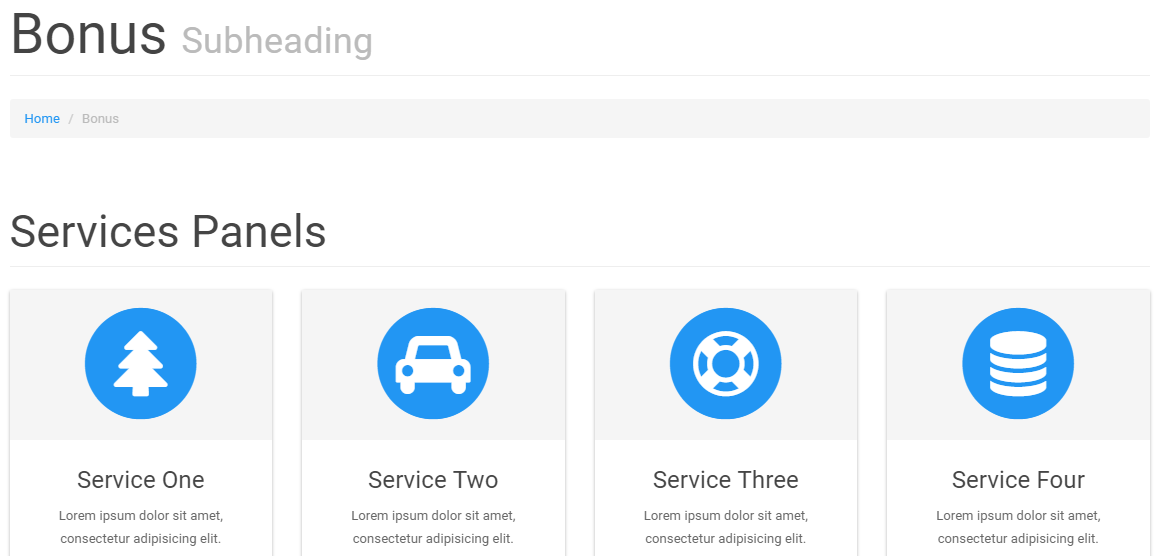 Bonus Subheading
Home / Bonus
Services Panels
Service One
Lorem ipsum dolor sit amet,
consectetur adipisicing elit.
Service Two
Lorem ipsum dolor sit amet,
consectetur adipisicing elit.
Service Three
Lorem ipsum dolor sit amet,
consectetur adipisicing elit.
Service Four
Lorem ipsum dolor sit amet,
consectetur adipisicing elit.